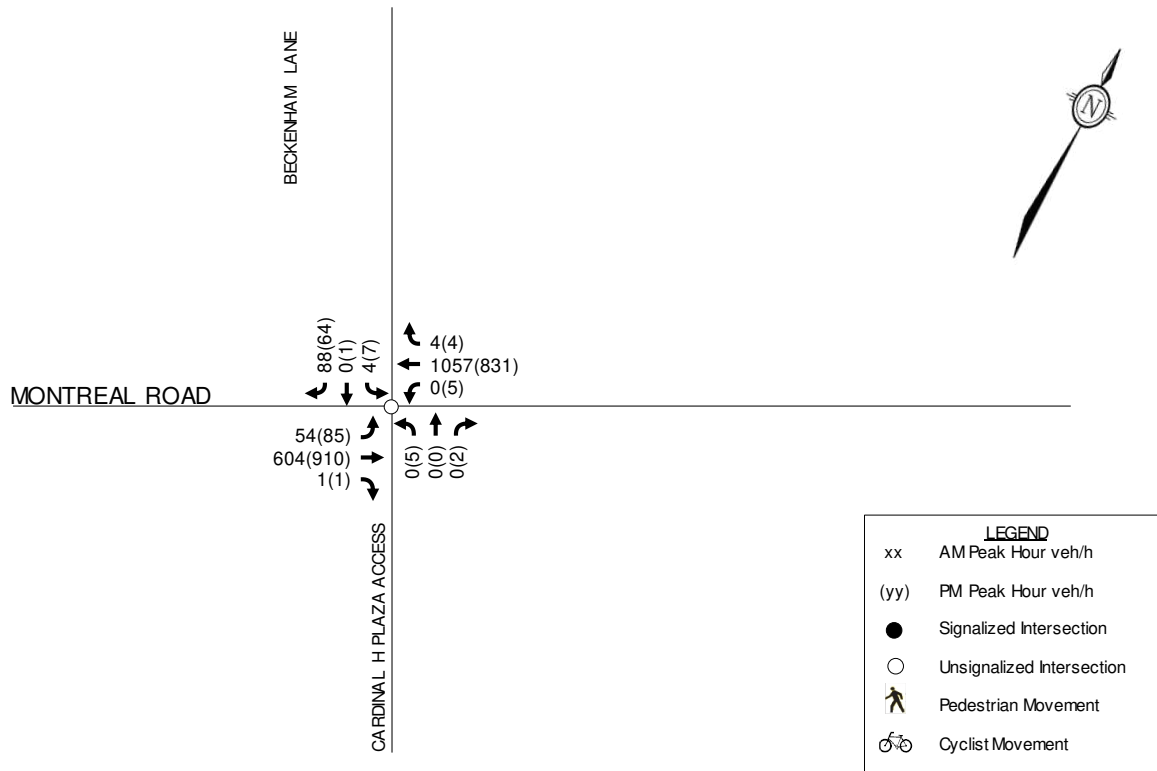 BECKENHAM LANE
N
88(64)
0(1)
4(7)
4(4)
1057(831)
0(5)
MONTREAL ROAD
54(85)
604(910)
1(1)
0(5)
0(0)
0(2)
CARDINAL H PLAZA ACCESS
LEGEND
xx AM Peak Hour veh/h
(yy) PM Peak Hour veh/h
Signalized Intersection
Unsignalized Intersection
Pedestrian Movement
Cyclist Movement